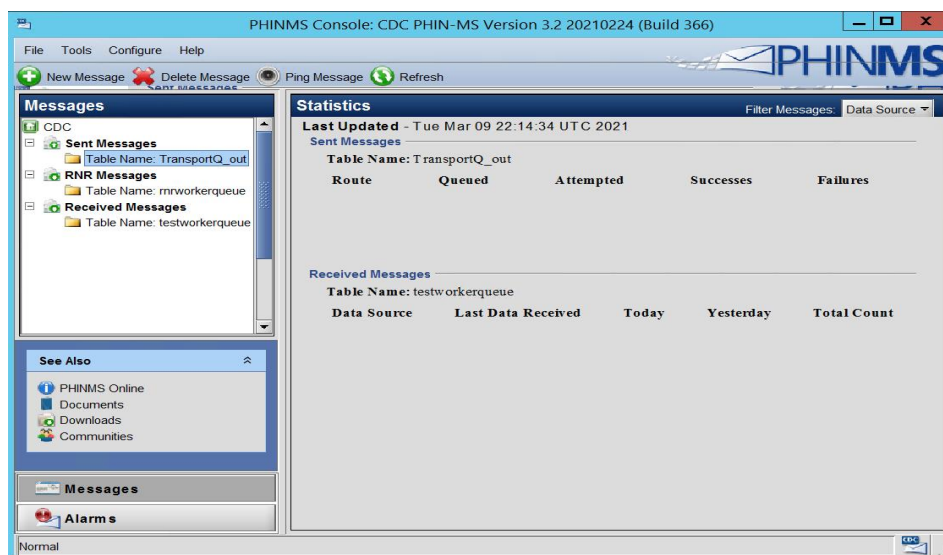 PHINMS Console: CDC PHIN-MS Version 3.2 20210224 (Build 366)
File Tools Configure Help
PHINMS
New Message Delete Message Ping Message Refresh
Sent Messages
Messages
CDC
Sent Messages
Table Name: TransportQ_out
RNR Messages
Table Name: rnrworkerqueue
Received Messages
Table Name: testworkerqueue
See Also
PHINMS Online
Documents
Downloads
Communities
Messages
Alarms
Statistics
Filter Messages: Data Source
Last Updated - Tue Mar 09 22:14:34 UTC 2021
Sent Messages
Table Name: TransportQ_out
Route Queued Attempted Successes Failures
Received Messages
Table Name: testworkerqueue
Data Source Last Data Received Today Yesterday Total Count
Normal
CDC